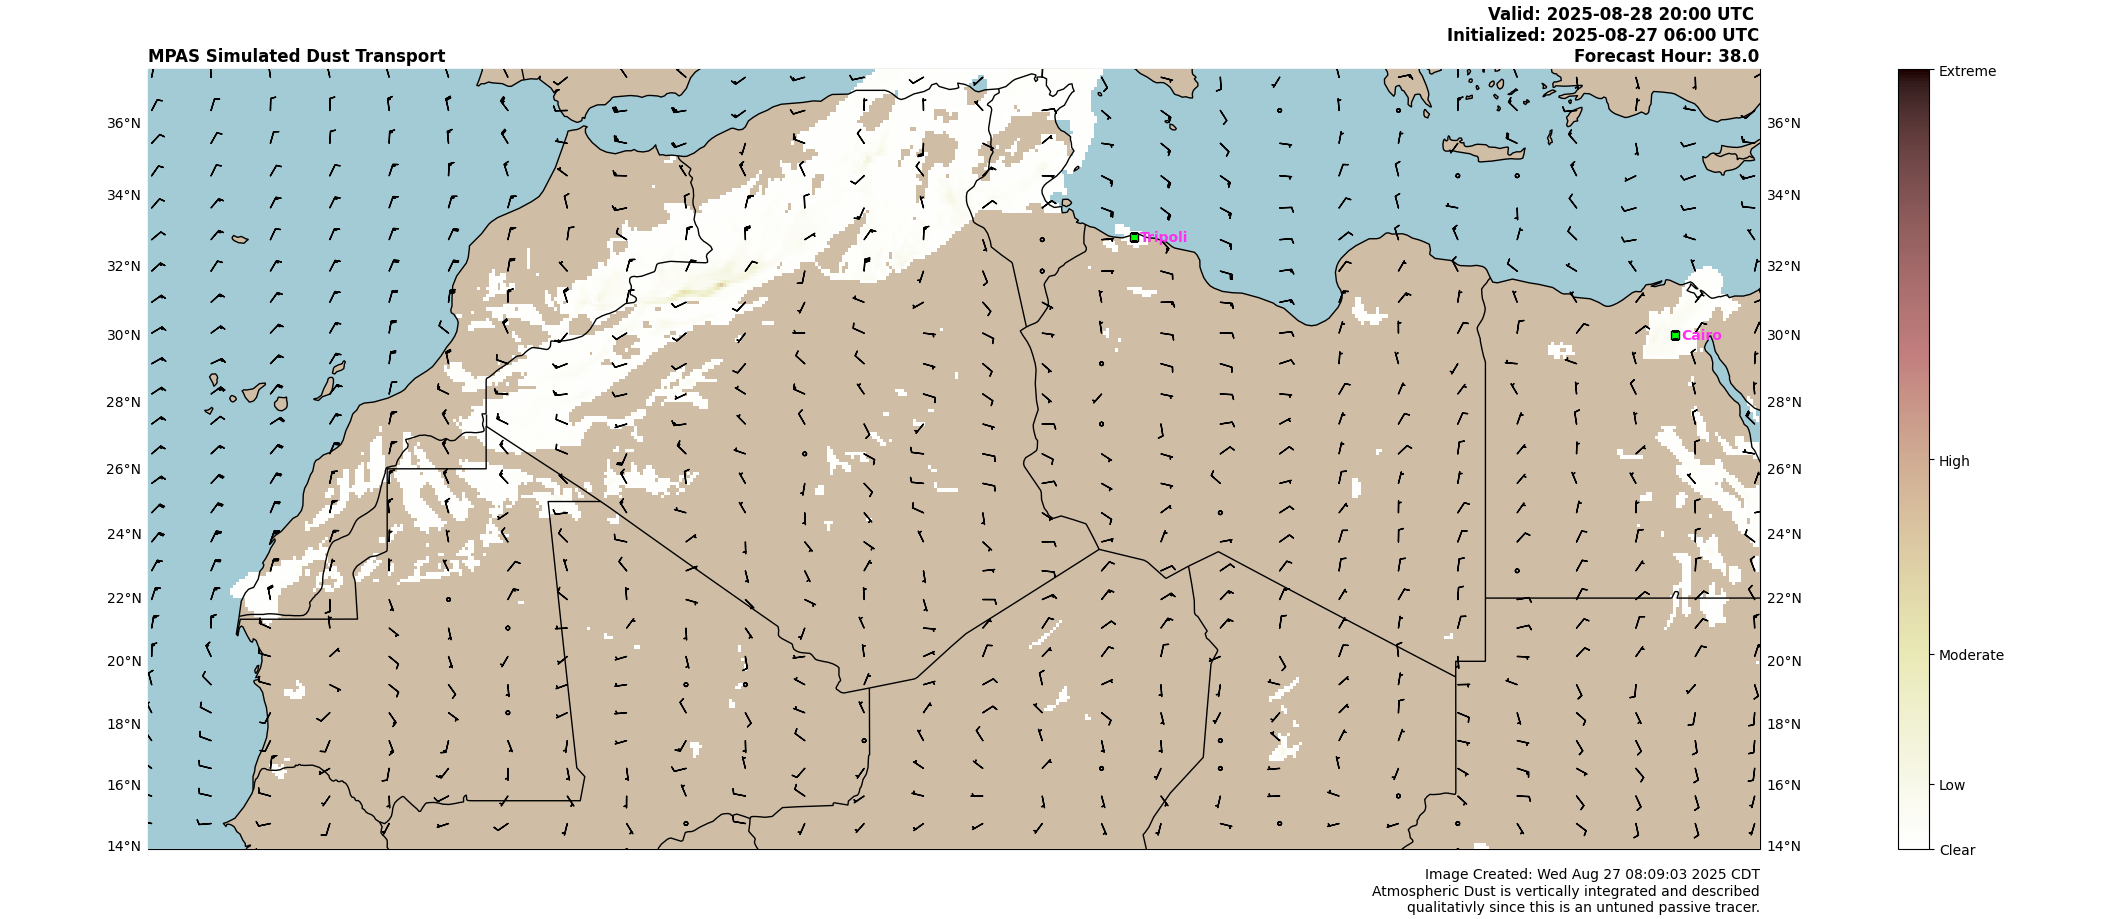 Valid: 2025-08-28 20:00 UTC
Initialized: 2025-08-27 06:00 UTC
MPAS Simulated Dust Transport
Forecast Hour: 38.0
Extreme
36°N
36°N
34°N
34°N
Tripoli
32°N
32°N
30°N
Cairo
30°N
28°N
28°N
26°N
26°N
High
24°N
24°N
22°N
22°N
20°N
20°N
Moderate
18°N
18°N
16°N
16°N
Low
14°N
14°N
Clear
Image Created: Wed Aug 27 08:09:03 2025 CDT
Atmospheric Dust is vertically integrated and described
qualitativly since this is an untuned passive tracer.